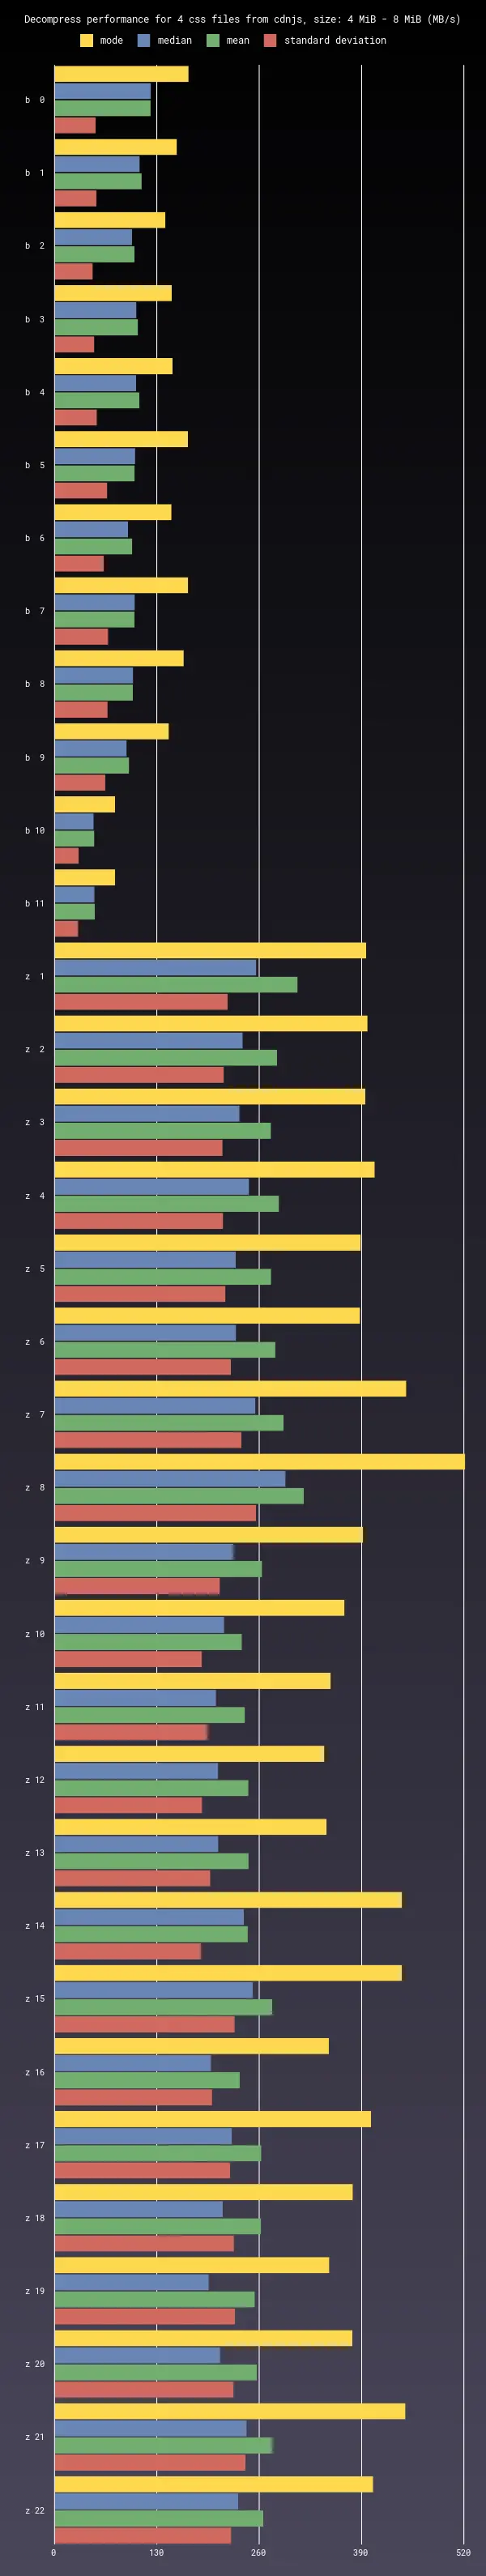 Decompress performance for 4 css files from cdnjs, size: 4 MiB - 8 MiB (MB/s)
mode median mean standard deviation
b 0
b 1
b 2
b 3
b 4
b 5
b 6
b 7
b 8
b 9
b 10
b 11
z 1
z 2
z 3
z 4
z 5
z 6
z 7
z 8
z 9
z 10
z 11
z 12
z 13
z 14
z 15
z 16
z 17
z 18
z 19
z 20
z 21
z 22
0 130 260 390 520